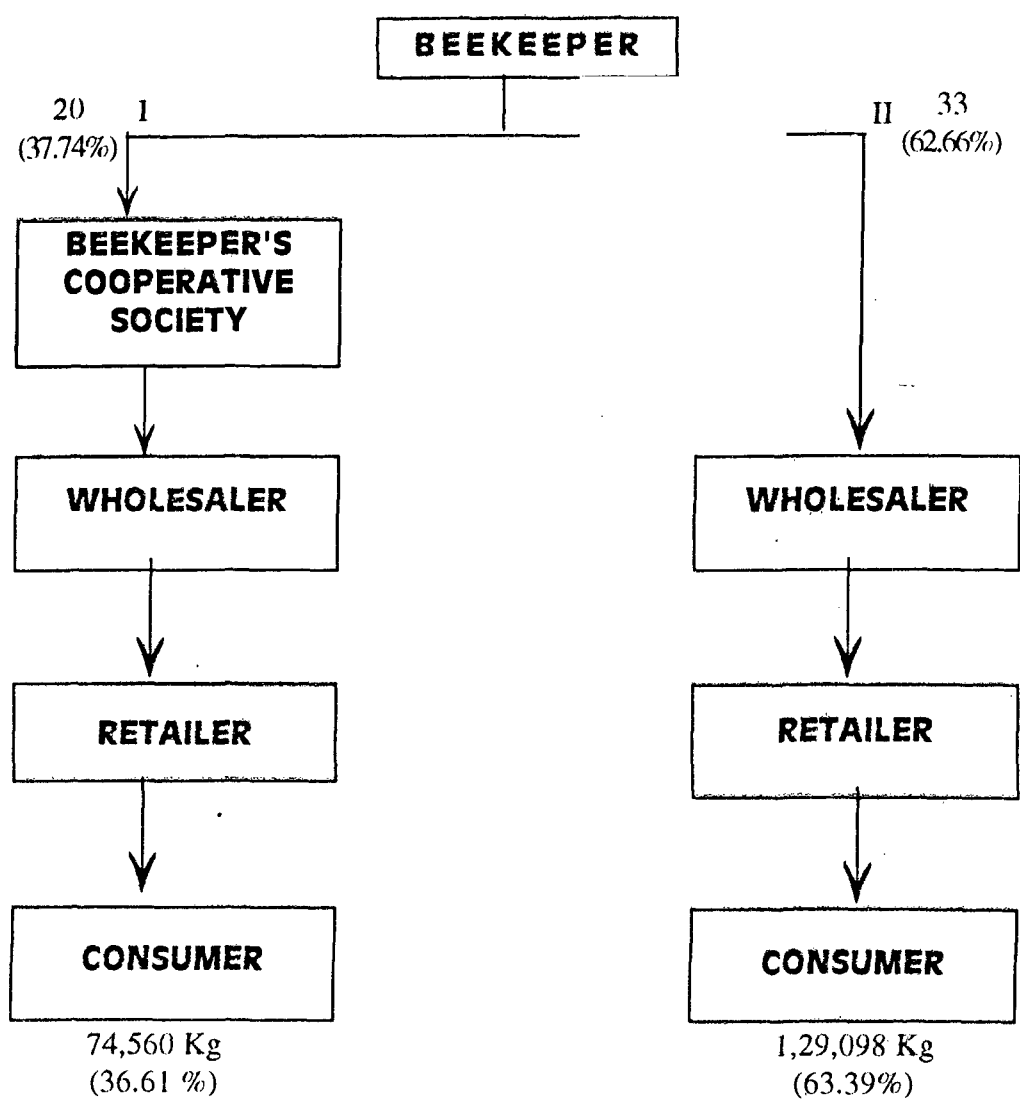 BEEKEEPER
20 I
(37.74%)
II 33
(62.66%)
BEEKEEPER'S
COOPERATIVE
SOCIETY
WHOLESALER
RETAILER
CONSUMER
74,560 Kg
(36.61 %)
WHOLESALER
RETAILER
CONSUMER
1,29,098 Kg
(63.39%)